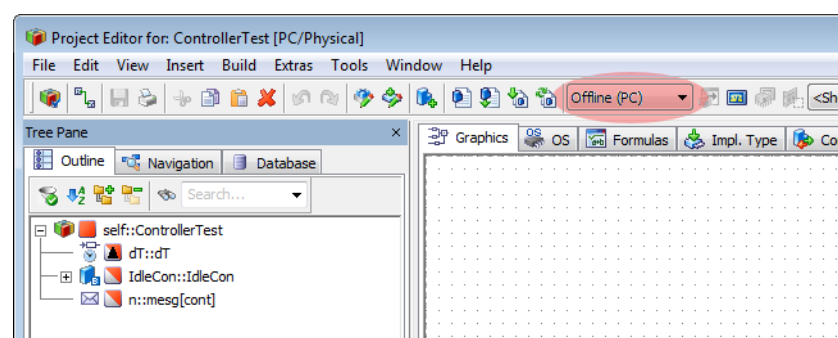 Project Editor for: ControllerTest [PC/Physical]
File Edit View Insert Build Extras Tools Window Help
Offline (PC) <Sh
Tree Pane ×
Graphics OS Formulas Impl. Type Co
Outline Navigation Database
Search...
self::ControllerTest
dT::dT
IdleCon::IdleCon
n::mesg[cont]